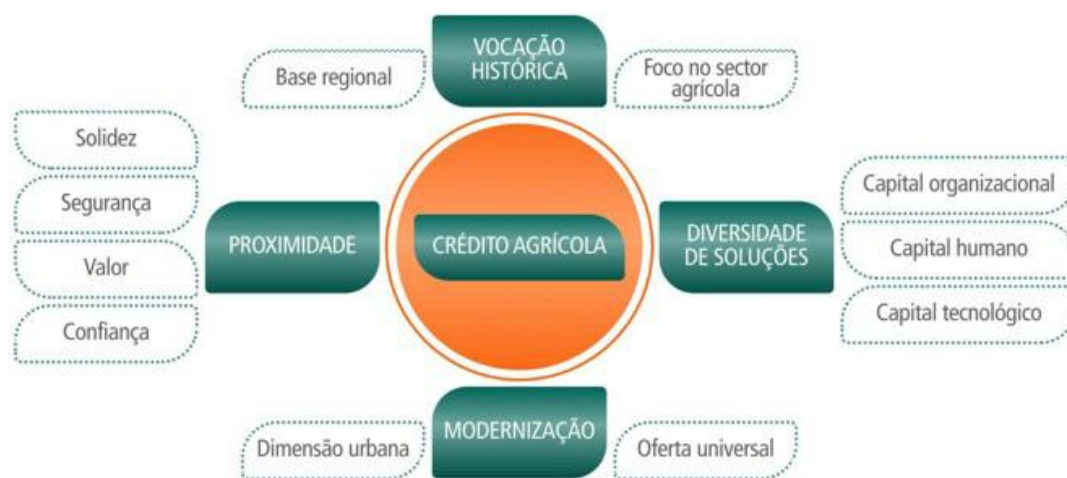 VOCAÇÃO
HISTÓRICA
Base regional
Foco no sector
agrícola
Solidez
Segurança
Valor
Confiança
PROXIMIDADE
CRÉDITO AGRÍCOLA
DIVERSIDADE
DE SOLUÇÕES
Capital organizacional
Capital humano
Capital tecnológico
MODERNIZAÇÃO
Dimensão urbana
Oferta universal